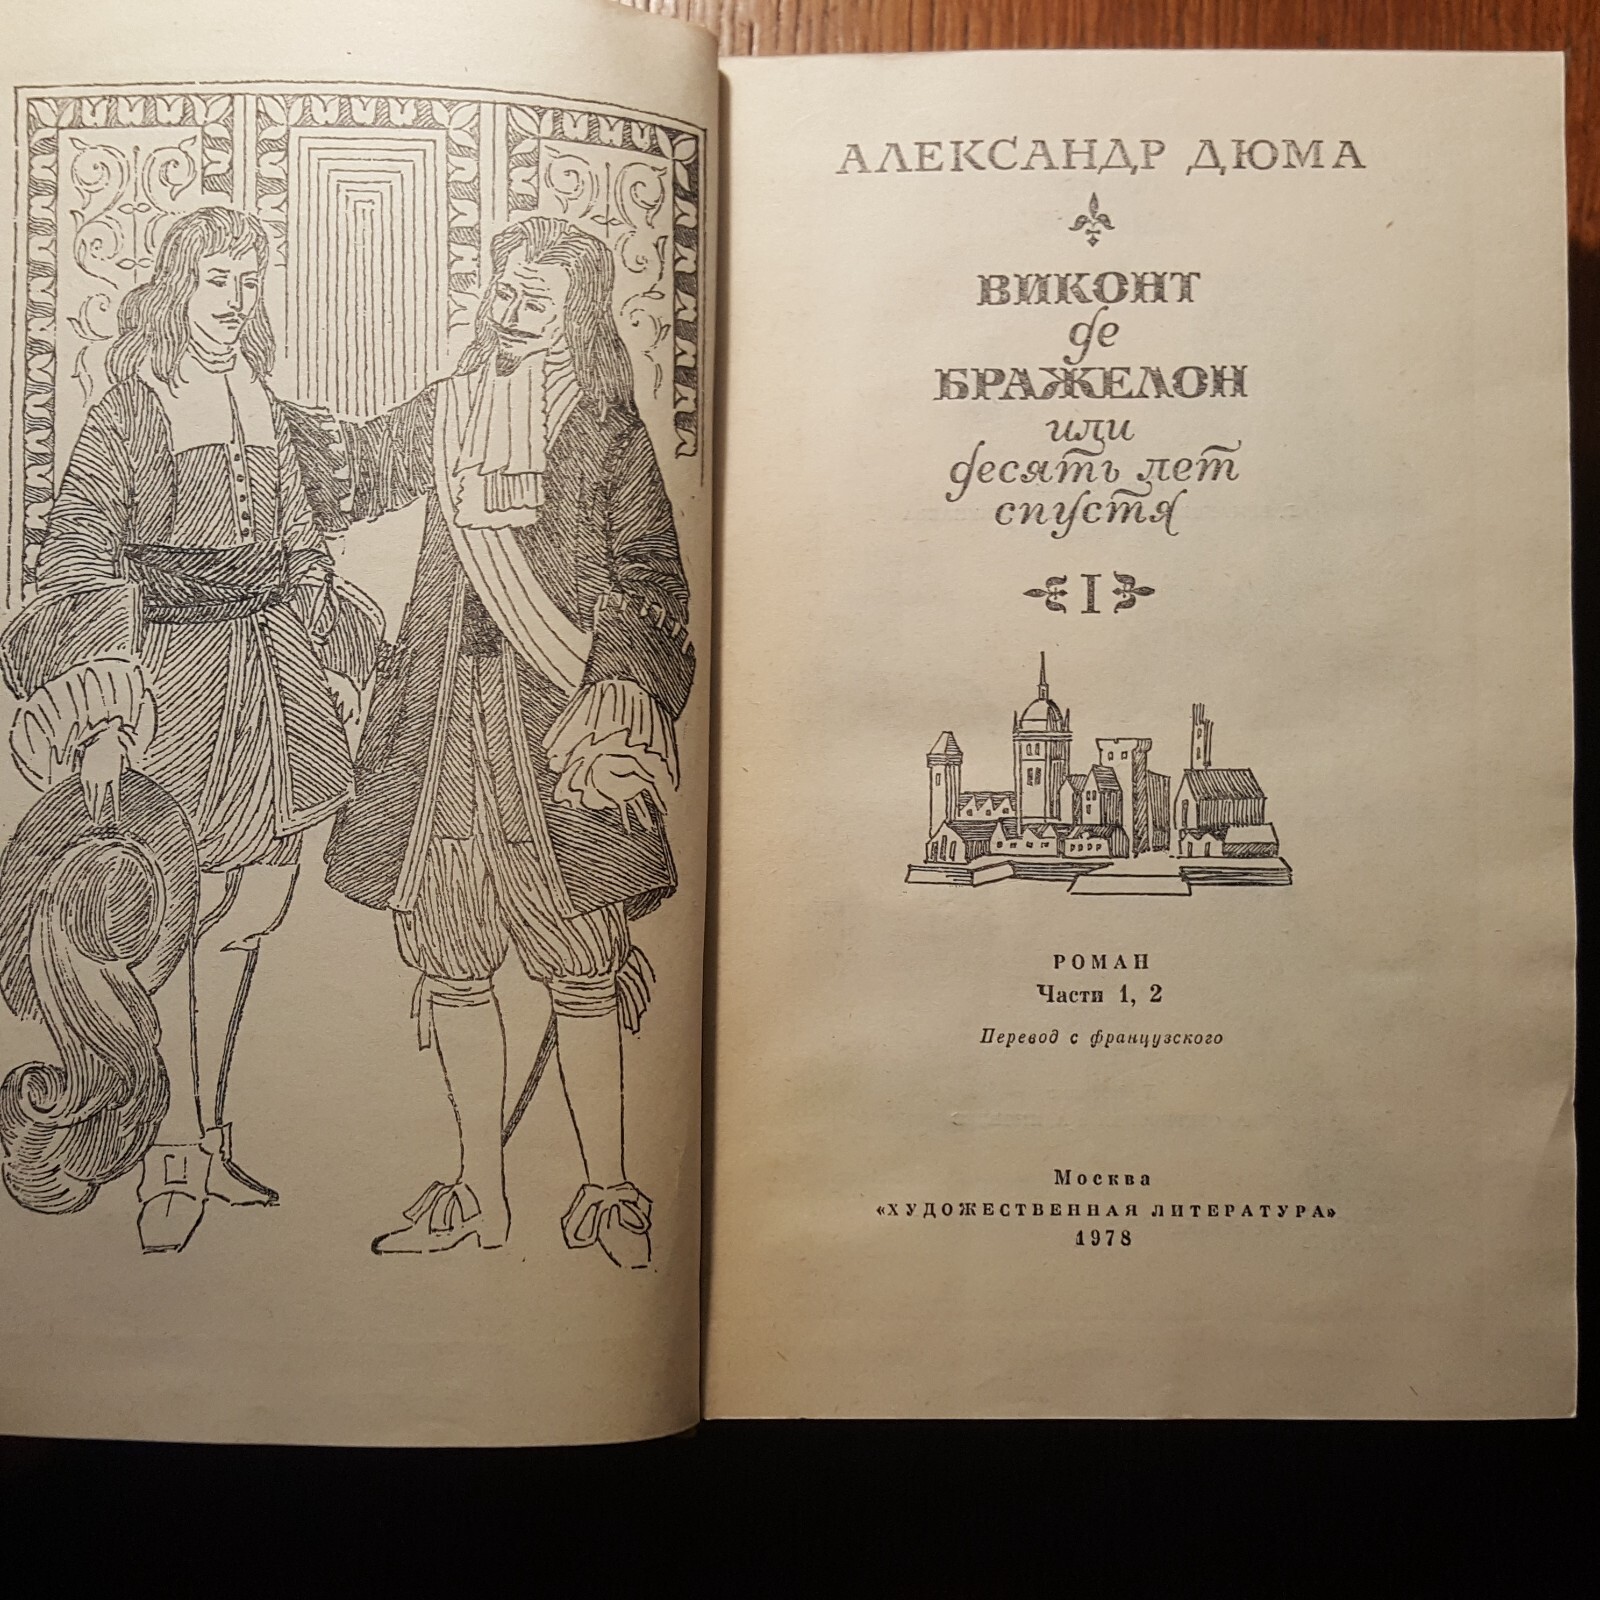 АЛЕКСАНДР ДЮМА
ВИКОНТ
де
БРАЖЕЛОН
или
десять лет
спустя
I
РОМАН
Части 1, 2
Перевод с французского
Москва
«ХУДОЖЕСТВЕННАЯ ЛИТЕРАТУРА»
1978